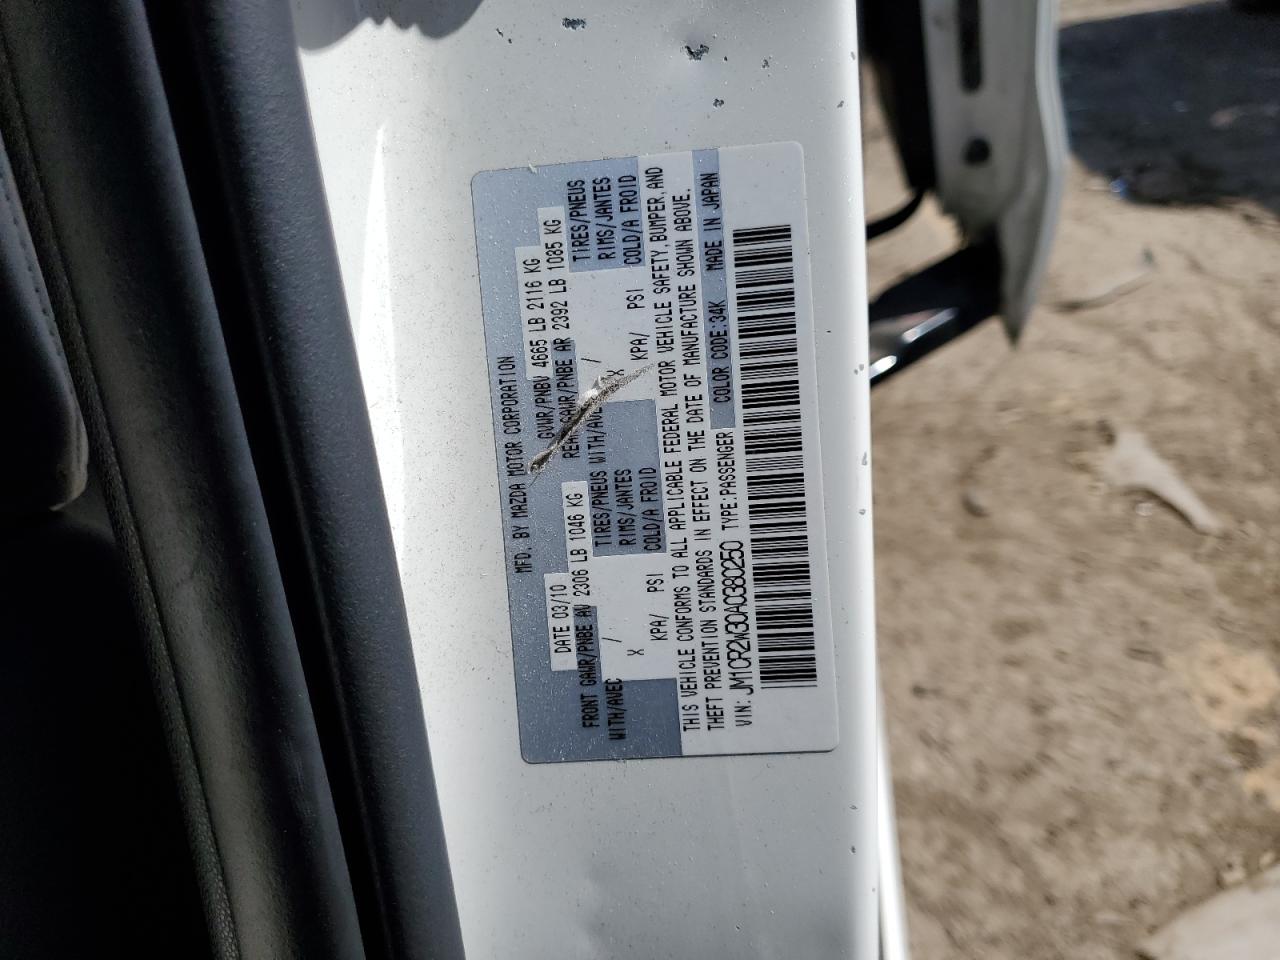 MFD. BY MAZDA MOTOR CORPORATION
DATE 03/10 GVWR/PNBV 4665 LB 2116 KG
FRONT GAWR/PNBE AV 2306 LB 1046 KG REAR GAWR/PNBE AR 2392 LB 1085 KG
WITH/AVEC / TIRES/PNEUS WITH/AVEC / TIRES/PNEUS
X RIMS/JANTES X RIMS/JANTES
KPA/ PSI COLD/A FROID KPA/ PSI COLD/A FROID
THIS VEHICLE CONFORMS TO ALL APPLICABLE FEDERAL MOTOR VEHICLE SAFETY, BUMPER, AND
THEFT PREVENTION STANDARDS IN EFFECT ON THE DATE OF MANUFACTURE SHOWN ABOVE.
VIN: JM1CR2W30A0380250 TYPE:PASSENGER COLOR CODE:34K MADE IN JAPAN